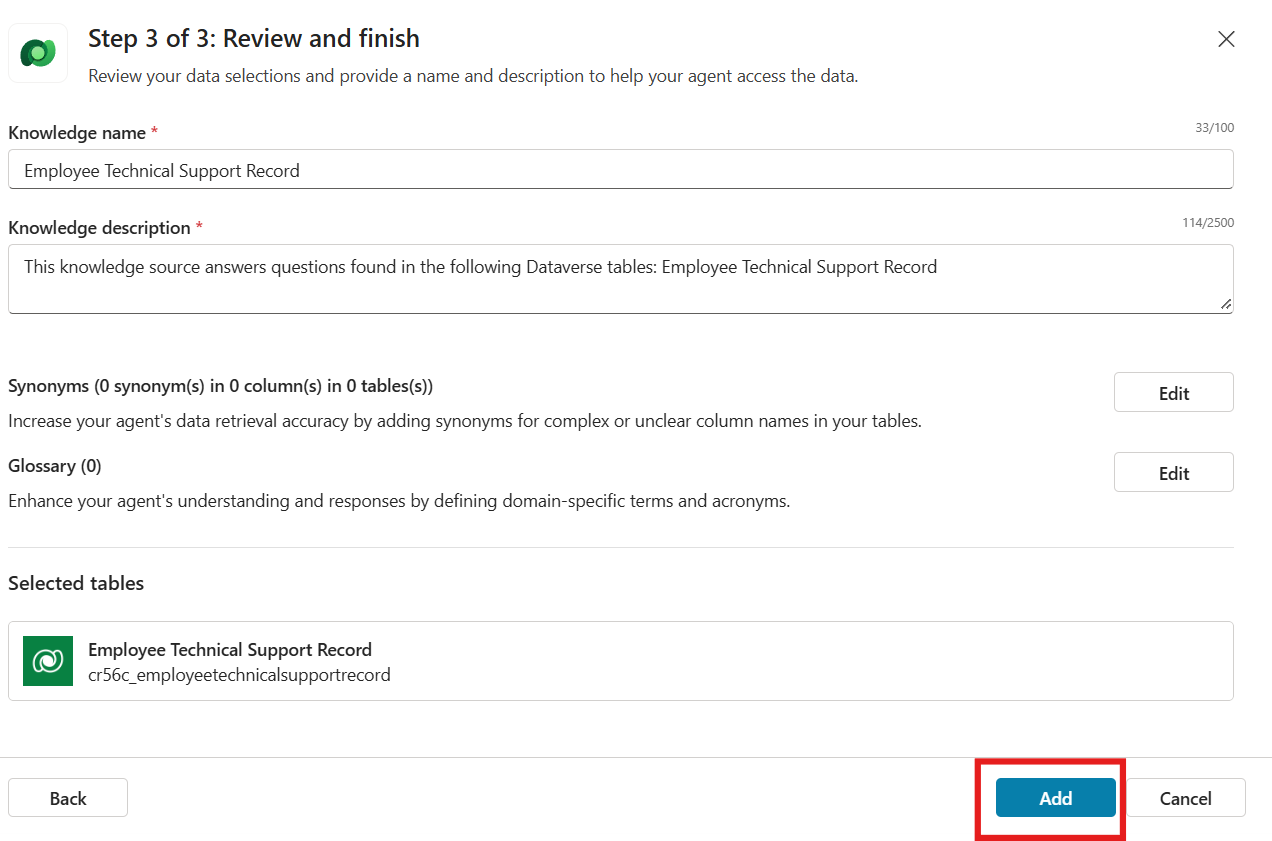 Step 3 of 3: Review and finish
Review your data selections and provide a name and description to help your agent access the data.
Knowledge name *
33/100
Employee Technical Support Record
Knowledge description *
114/2500
This knowledge source answers questions found in the following Dataverse tables: Employee Technical Support Record
Synonyms (0 synonym(s) in 0 column(s) in 0 tables(s))
Edit
Increase your agent's data retrieval accuracy by adding synonyms for complex or unclear column names in your tables.
Glossary (0)
Edit
Enhance your agent's understanding and responses by defining domain-specific terms and acronyms.
Selected tables
Employee Technical Support Record
cr56c_employeetechnicalsupportrecord
Back
Add
Cancel